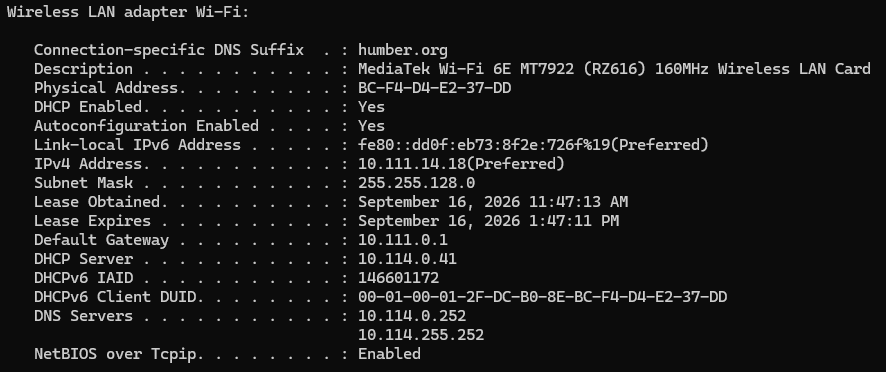 Wireless LAN adapter Wi-Fi:
Connection-specific DNS Suffix  . : humber.org
Description . . . . . . . . . . . : MediaTek Wi-Fi 6E MT7922 (RZ616) 160MHz Wireless LAN Card
Physical Address. . . . . . . . . : BC-F4-D4-E2-37-DD
DHCP Enabled. . . . . . . . . . . : Yes
Autoconfiguration Enabled . . . . : Yes
Link-local IPv6 Address . . . . . : fe80::dd0f:eb73:8f2e:726f%19(Preferred)
IPv4 Address. . . . . . . . . . . : 10.111.14.18(Preferred)
Subnet Mask . . . . . . . . . . . : 255.255.128.0
Lease Obtained. . . . . . . . . . : September 16, 2026 11:47:13 AM
Lease Expires . . . . . . . . . . : September 16, 2026 1:47:11 PM
Default Gateway . . . . . . . . . : 10.111.0.1
DHCP Server . . . . . . . . . . . : 10.114.0.41
DHCPv6 IAID . . . . . . . . . . . : 146601172
DHCPv6 Client DUID. . . . . . . . : 00-01-00-01-2F-DC-B0-8E-BC-F4-D4-E2-37-DD
DNS Servers . . . . . . . . . . . : 10.114.0.252
10.114.255.252
NetBIOS over Tcpip. . . . . . . . : Enabled